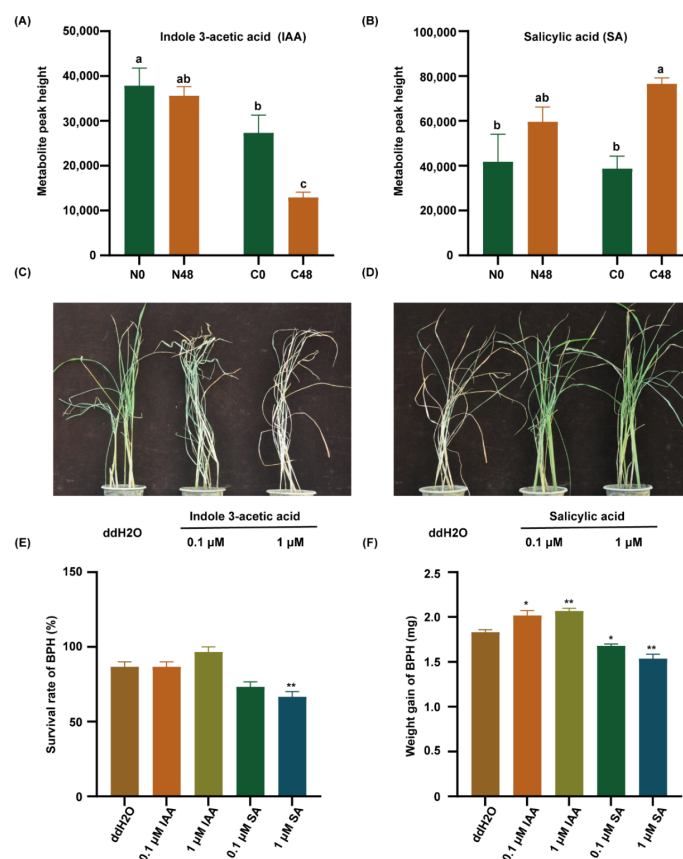 (A)
Indole 3-acetic acid (IAA)
Metabolite peak height
50,000
40,000
30,000
20,000
10,000
0
a
ab
b
c
N0 N48 C0 C48
(B)
Salicylic acid (SA)
Metabolite peak height
100,000
80,000
60,000
40,000
20,000
0
b
ab
b
a
N0 N48 C0 C48
(C)
ddH2O
Indole 3-acetic acid
0.1 µM 1 µM
(D)
ddH2O
Salicylic acid
0.1 µM 1 µM
(E)
Survival rate of BPH (%)
150
100
50
0
**
ddH2O
0.1 µM IAA
1 µM IAA
0.1 µM SA
1 µM SA
(F)
Weight gain of BPH (mg)
2.5
2.0
1.5
1.0
0.5
0.0
*
**
*
**
ddH2O
0.1 µM IAA
1 µM IAA
0.1 µM SA
1 µM SA